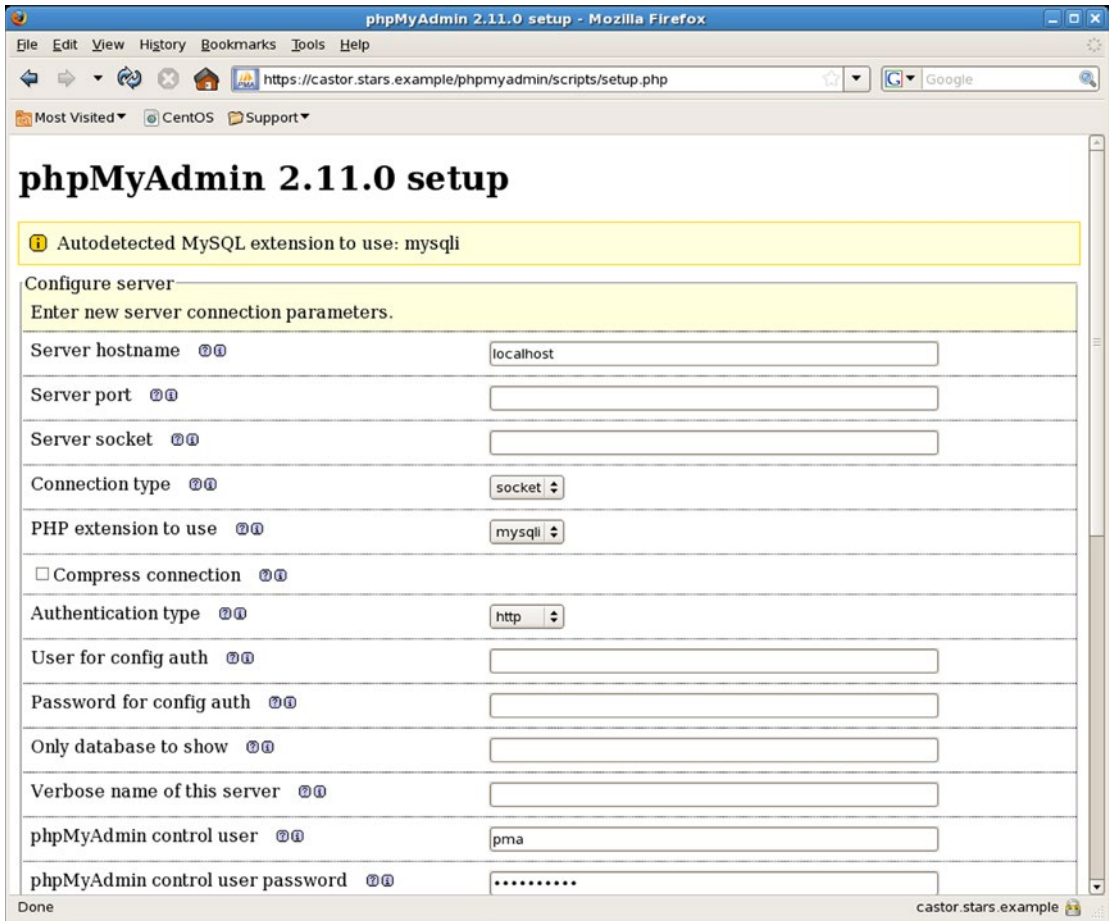 phpMyAdmin 2.11.0 setup - Mozilla Firefox
File Edit View History Bookmarks Tools Help
https://castor.stars.example/phpmyadmin/scripts/setup.php
Google
Most Visited CentOS Support
phpMyAdmin 2.11.0 setup
Autodetected MySQL extension to use: mysqli
Configure server
Enter new server connection parameters.
Server hostname localhost
Server port
Server socket
Connection type socket
PHP extension to use mysqli
Compress connection
Authentication type http
User for config auth
Password for config auth
Only database to show
Verbose name of this server
phpMyAdmin control user pma
phpMyAdmin control user password ••••••••••
Done castor.stars.example